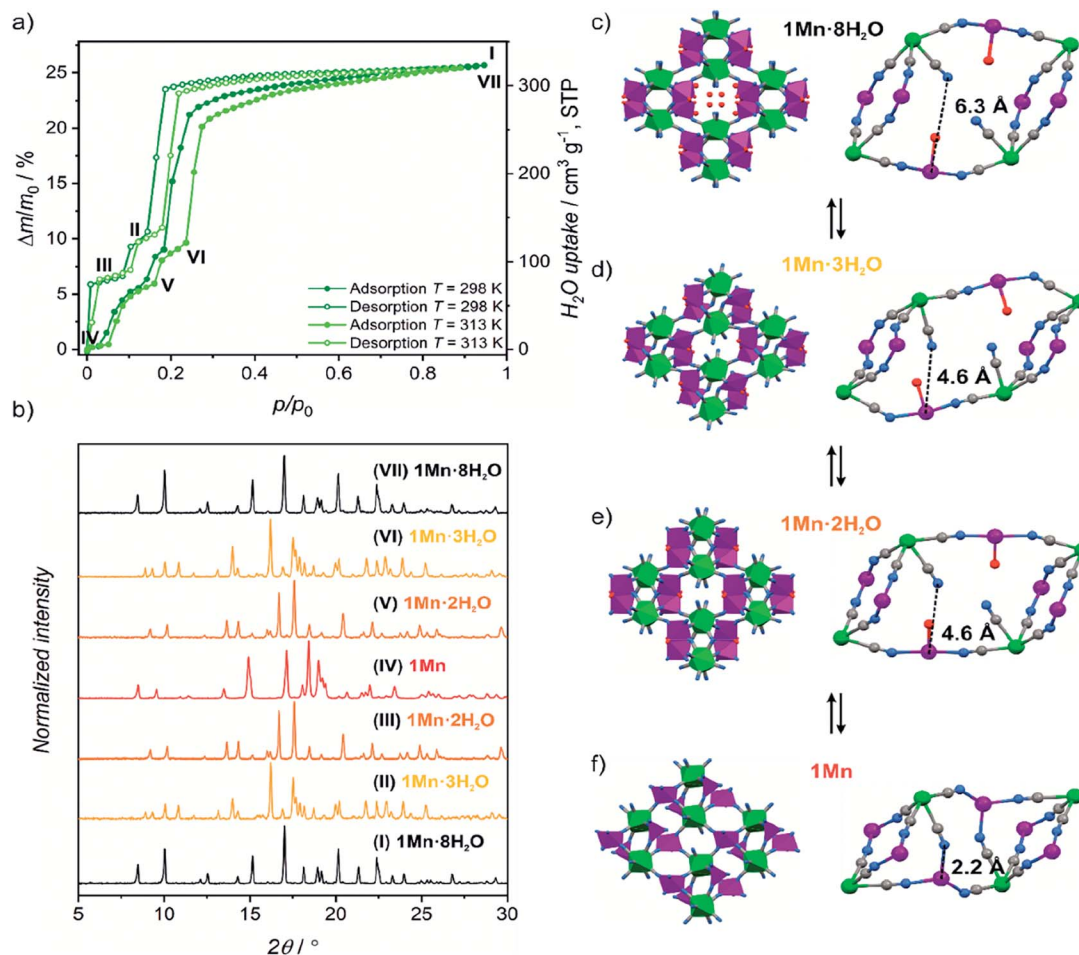 a)
Δm/m₀ / %
25
20
15
10
5
0
I
VII
II
III
IV
V
VI
Adsorption T = 298 K
Desorption T = 298 K
Adsorption T = 313 K
Desorption T = 313 K
300
200
100
0
H₂O uptake / cm³ g⁻¹, STP
0 0.2 0.4 0.6 0.8 1
p/p₀
b)
Normalized intensity
(VII) 1Mn·8H₂O
(VI) 1Mn·3H₂O
(V) 1Mn·2H₂O
(IV) 1Mn
(III) 1Mn·2H₂O
(II) 1Mn·3H₂O
(I) 1Mn·8H₂O
5 10 15 20 25 30
2θ / °
c)
1Mn·8H₂O
6.3 Å
d)
1Mn·3H₂O
4.6 Å
e)
1Mn·2H₂O
4.6 Å
f)
1Mn
2.2 Å